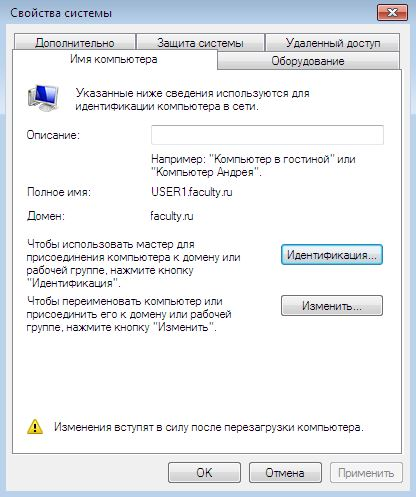 Свойства системы
Дополнительно
Защита системы
Удаленный доступ
Имя компьютера
Оборудование
Указанные ниже сведения используются для
идентификации компьютера в сети.
Описание:
Например: "Компьютер в гостиной" или
"Компьютер Андрея".
Полное имя: USER1.faculty.ru
Домен: faculty.ru
Чтобы использовать мастер для
присоединения компьютера к домену или
рабочей группе, нажмите кнопку
"Идентификация".
Идентификация...
Чтобы переименовать компьютер или
присоединить его к домену или рабочей
группе, нажмите кнопку "Изменить".
Изменить...
Изменения вступят в силу после перезагрузки компьютера.
OK
Отмена
Применить